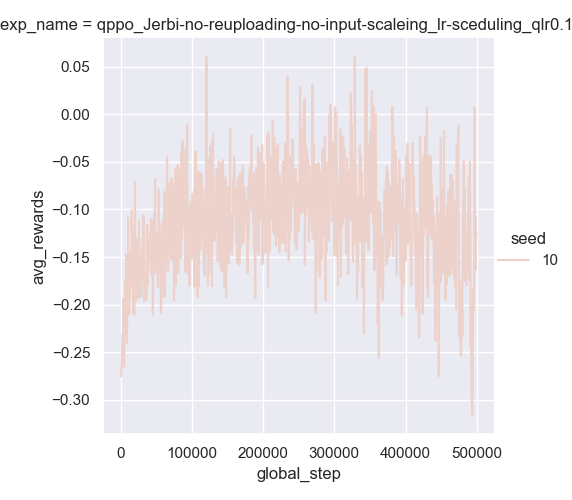 exp_name = qppo_Jerbi-no-reuploading-no-input-scaleing_lr-sceduling_qlr0.1
0.05
0.00
−0.05
−0.10
−0.15
−0.20
−0.25
−0.30
avg_rewards
seed
10
0 100000 200000 300000 400000 500000
global_step